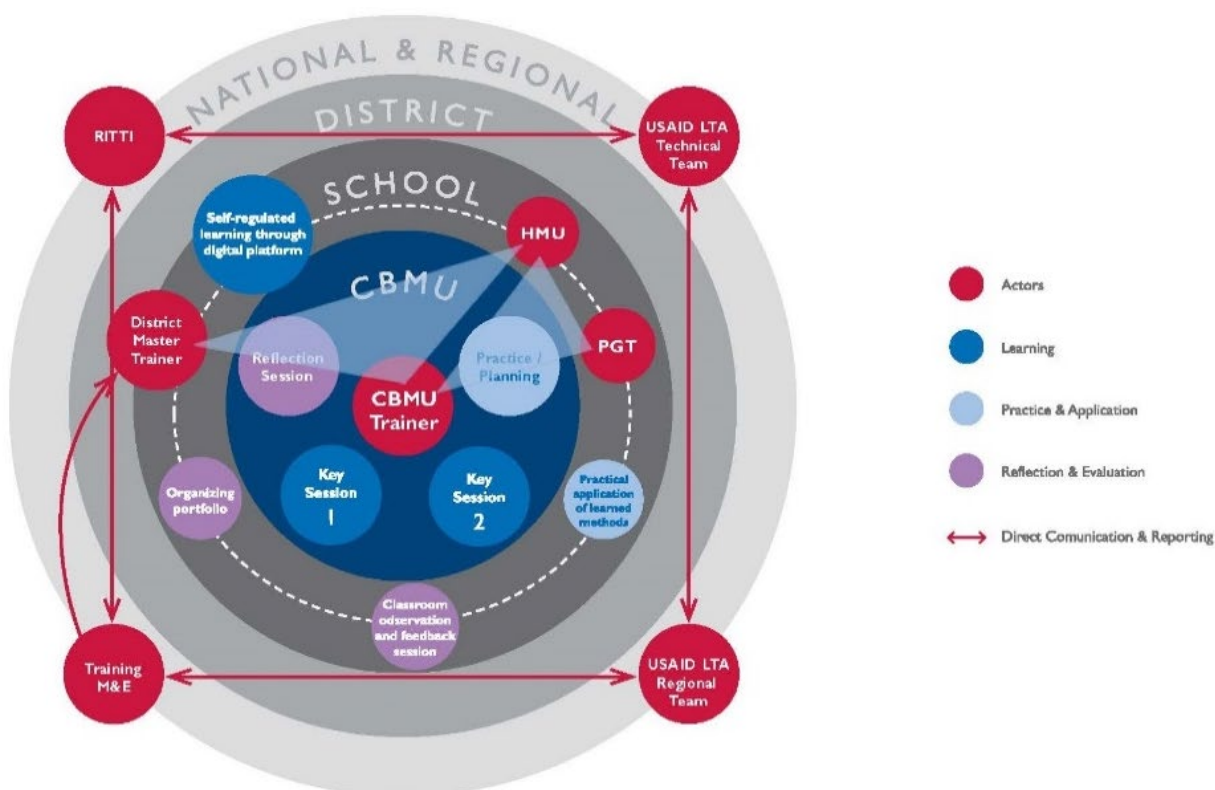 NATIONAL & REGIONAL
DISTRICT
SCHOOL
CBMU
RITTI
USAID LTA
Technical
Team
Self-regulated
learning through
digital platform
HMU
District
Master
Trainer
PGT
Reflection
Session
Practice /
Planning
CBMU
Trainer
Key
Session
1
Key
Session
2
Organizing
portfolio
Practical
application
of learned
methods
Classroom
odservation
and feedback
session
Training
M&E
USAID LTA
Regional
Team
Actors
Learning
Practice & Application
Reflection & Evaluation
Direct Comunication & Reporting